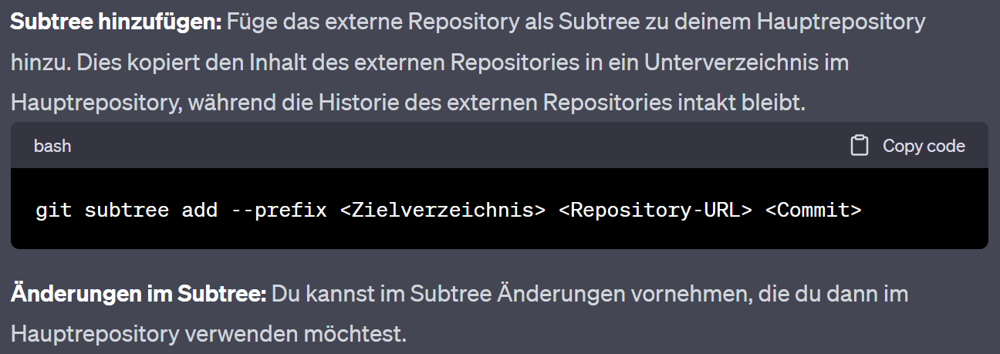 Subtree hinzufügen: Füge das externe Repository als Subtree zu deinem Hauptrepository
hinzu. Dies kopiert den Inhalt des externen Repositories in ein Unterverzeichnis im
Hauptrepository, während die Historie des externen Repositories intakt bleibt.
bash Copy code
git subtree add --prefix <Zielverzeichnis> <Repository-URL> <Commit>
Änderungen im Subtree: Du kannst im Subtree Änderungen vornehmen, die du dann im
Hauptrepository verwenden möchtest.